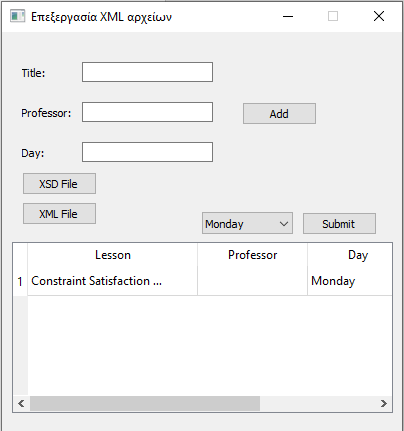 Επεξεργασία XML αρχείων
Title:
Professor:
Add
Day:
XSD File
XML File
Monday
Submit
Lesson Professor Day
1 Constraint Satisfaction ... Monday